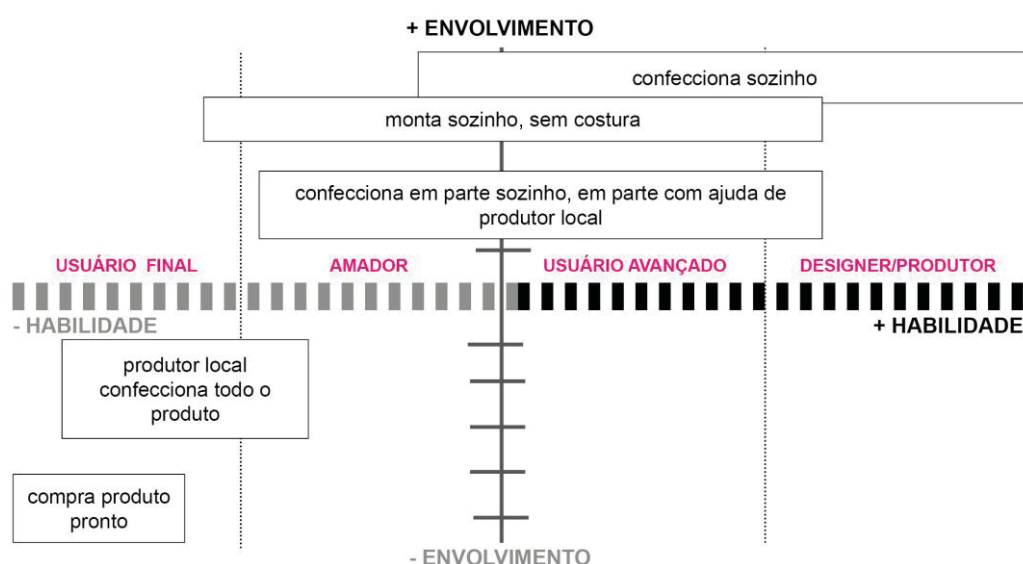 + ENVOLVIMENTO
confecciona sozinho
monta sozinho, sem costura
confecciona em parte sozinho, em parte com ajuda de
produtor local
USUÁRIO FINAL
AMADOR
USUÁRIO AVANÇADO
DESIGNER/PRODUTOR
- HABILIDADE
+ HABILIDADE
produtor local
confecciona todo o
produto
compra produto
pronto
- ENVOLVIMENTO